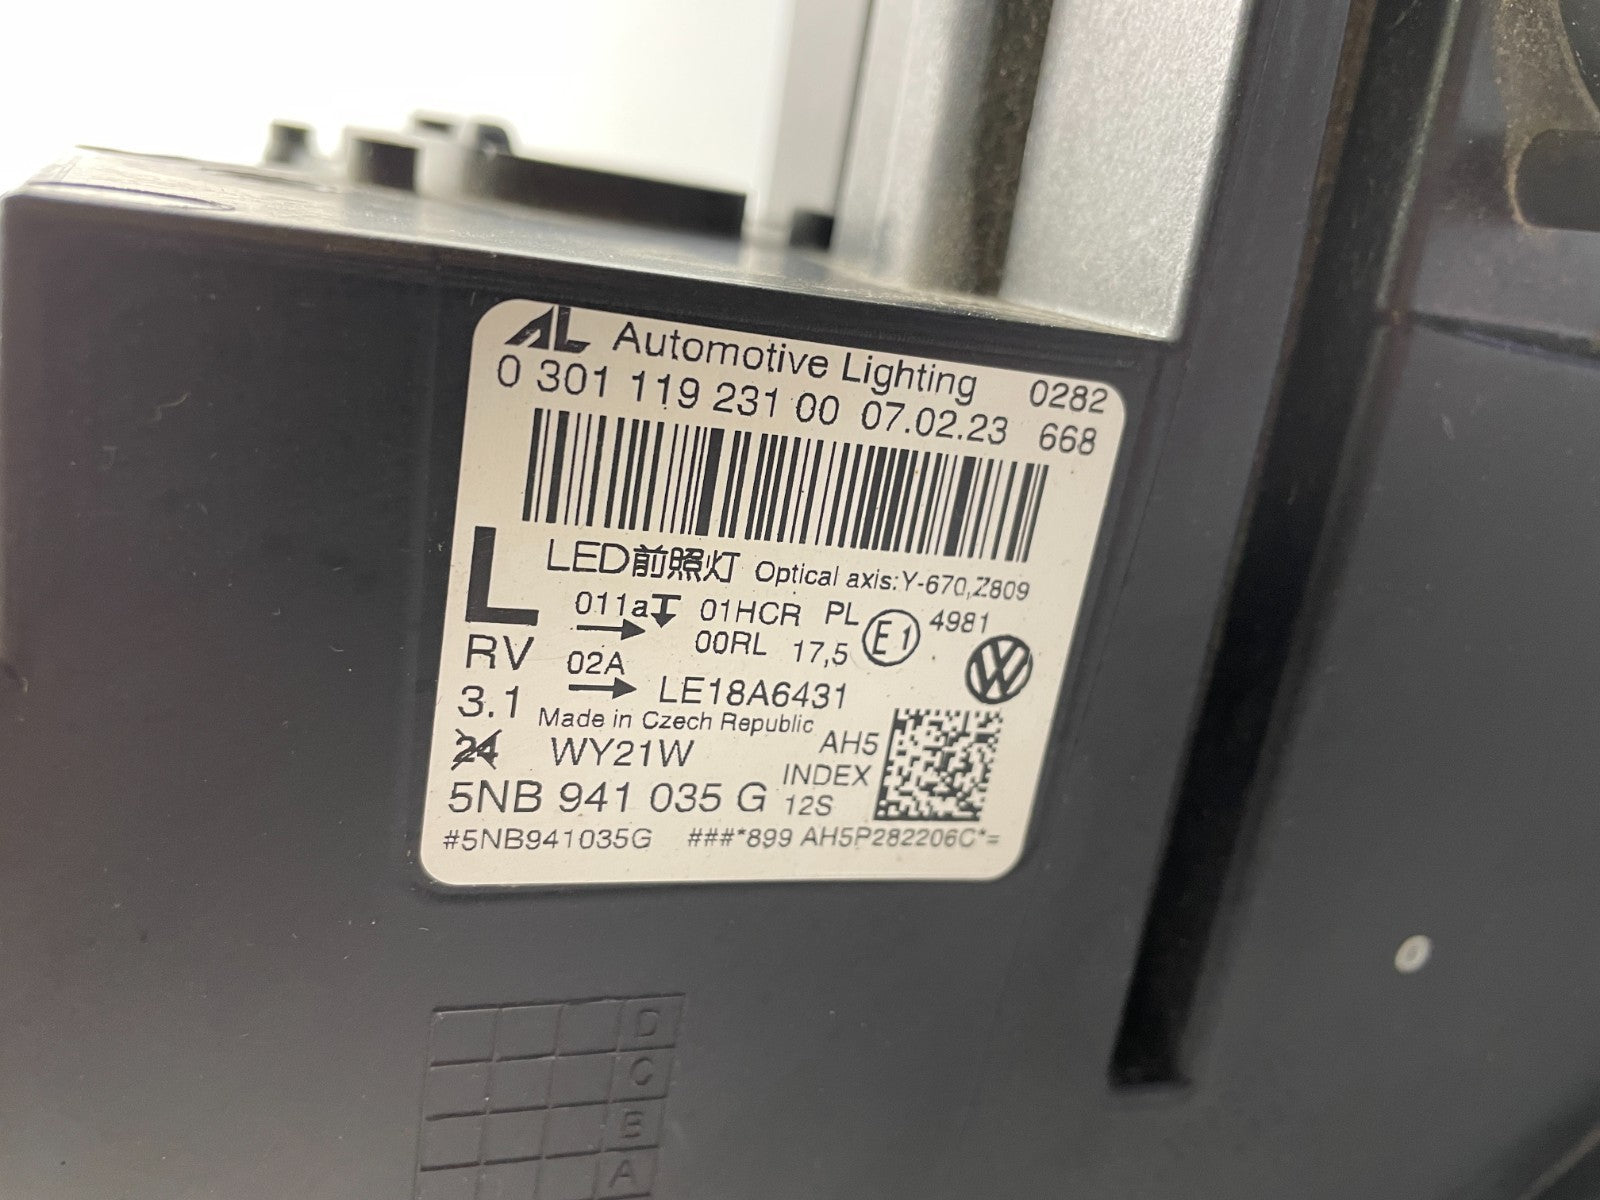 AL Automotive Lighting 0282
0 301 119 231 00 07.02.23 668
LED前照灯 Optical axis:Y-670,Z809
L
011a 01HCR PL E1 4981
00RL 17,5
RV 02A
3.1 LE18A6431
Made in Czech Republic
24 WY21W AH5
INDEX
5NB 941 035 G 12S
#5NB941035G ###*899 AH5P282206C*=
D
C
B
A